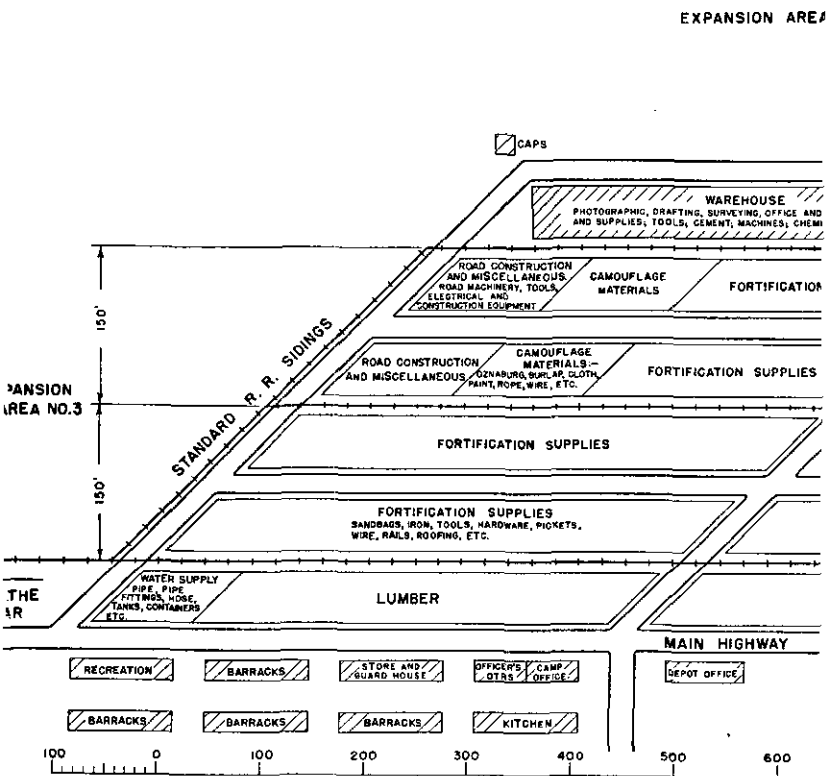 EXPANSION AREA
CAPS
WAREHOUSE
PHOTOGRAPHIC, DRAFTING, SURVEYING, OFFICE AND
AND SUPPLIES; TOOLS; CEMENT; MACHINES; CHEMI
ROAD CONSTRUCTION
AND MISCELLANEOUS.
ROAD MACHINERY, TOOLS,
ELECTRICAL AND
CONSTRUCTION EQUIPMENT
CAMOUFLAGE
MATERIALS
FORTIFICATION
150'
STANDARD R. R. SIDINGS
ROAD CONSTRUCTION
AND MISCELLANEOUS
CAMOUFLAGE
MATERIALS:-
OZNABURG, BURLAP, CLOTH,
PAINT, ROPE, WIRE, ETC.
FORTIFICATION SUPPLIES
PANSION
AREA NO.3
150'
FORTIFICATION SUPPLIES
FORTIFICATION SUPPLIES
SANDBAGS, IRON, TOOLS, HARDWARE, PICKETS,
WIRE, RAILS, ROOFING, ETC.
THE
AR
WATER SUPPLY
PIPE, PIPE
FITTINGS, HOSE,
TANKS, CONTAINERS
ETC.
LUMBER
MAIN HIGHWAY
RECREATION
BARRACKS
STORE AND
GUARD HOUSE
OFFICER'S
QTRS
CAMP
OFFICE
DEPOT OFFICE
BARRACKS
BARRACKS
BARRACKS
KITCHEN
100 0 100 200 300 400 500 600